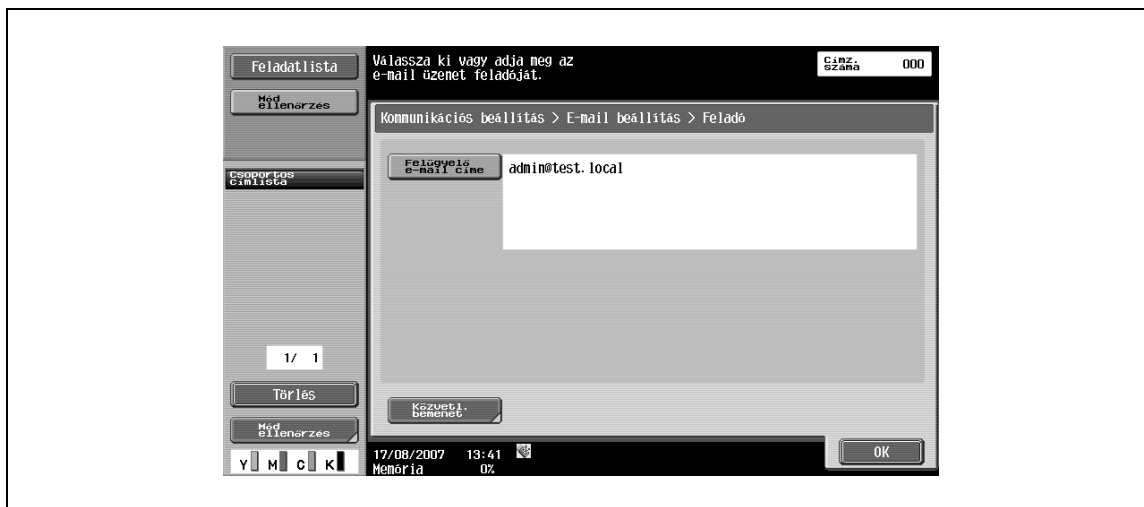 Feladatlista
Mód
ellenőrzés
Csoportos
címlista
1/ 1
Törlés
Mód
ellenőrzés
Y M C K
Válassza ki vagy adja meg az
e-mail üzenet feladóját.
Címz.
száma 000
Kommunikációs beállítás > E-mail beállítás > Feladó
Felügyelő
e-mail címe
admin@test.local
Közvetl.
bemenet
17/08/2007 13:41
Memória 0%
OK